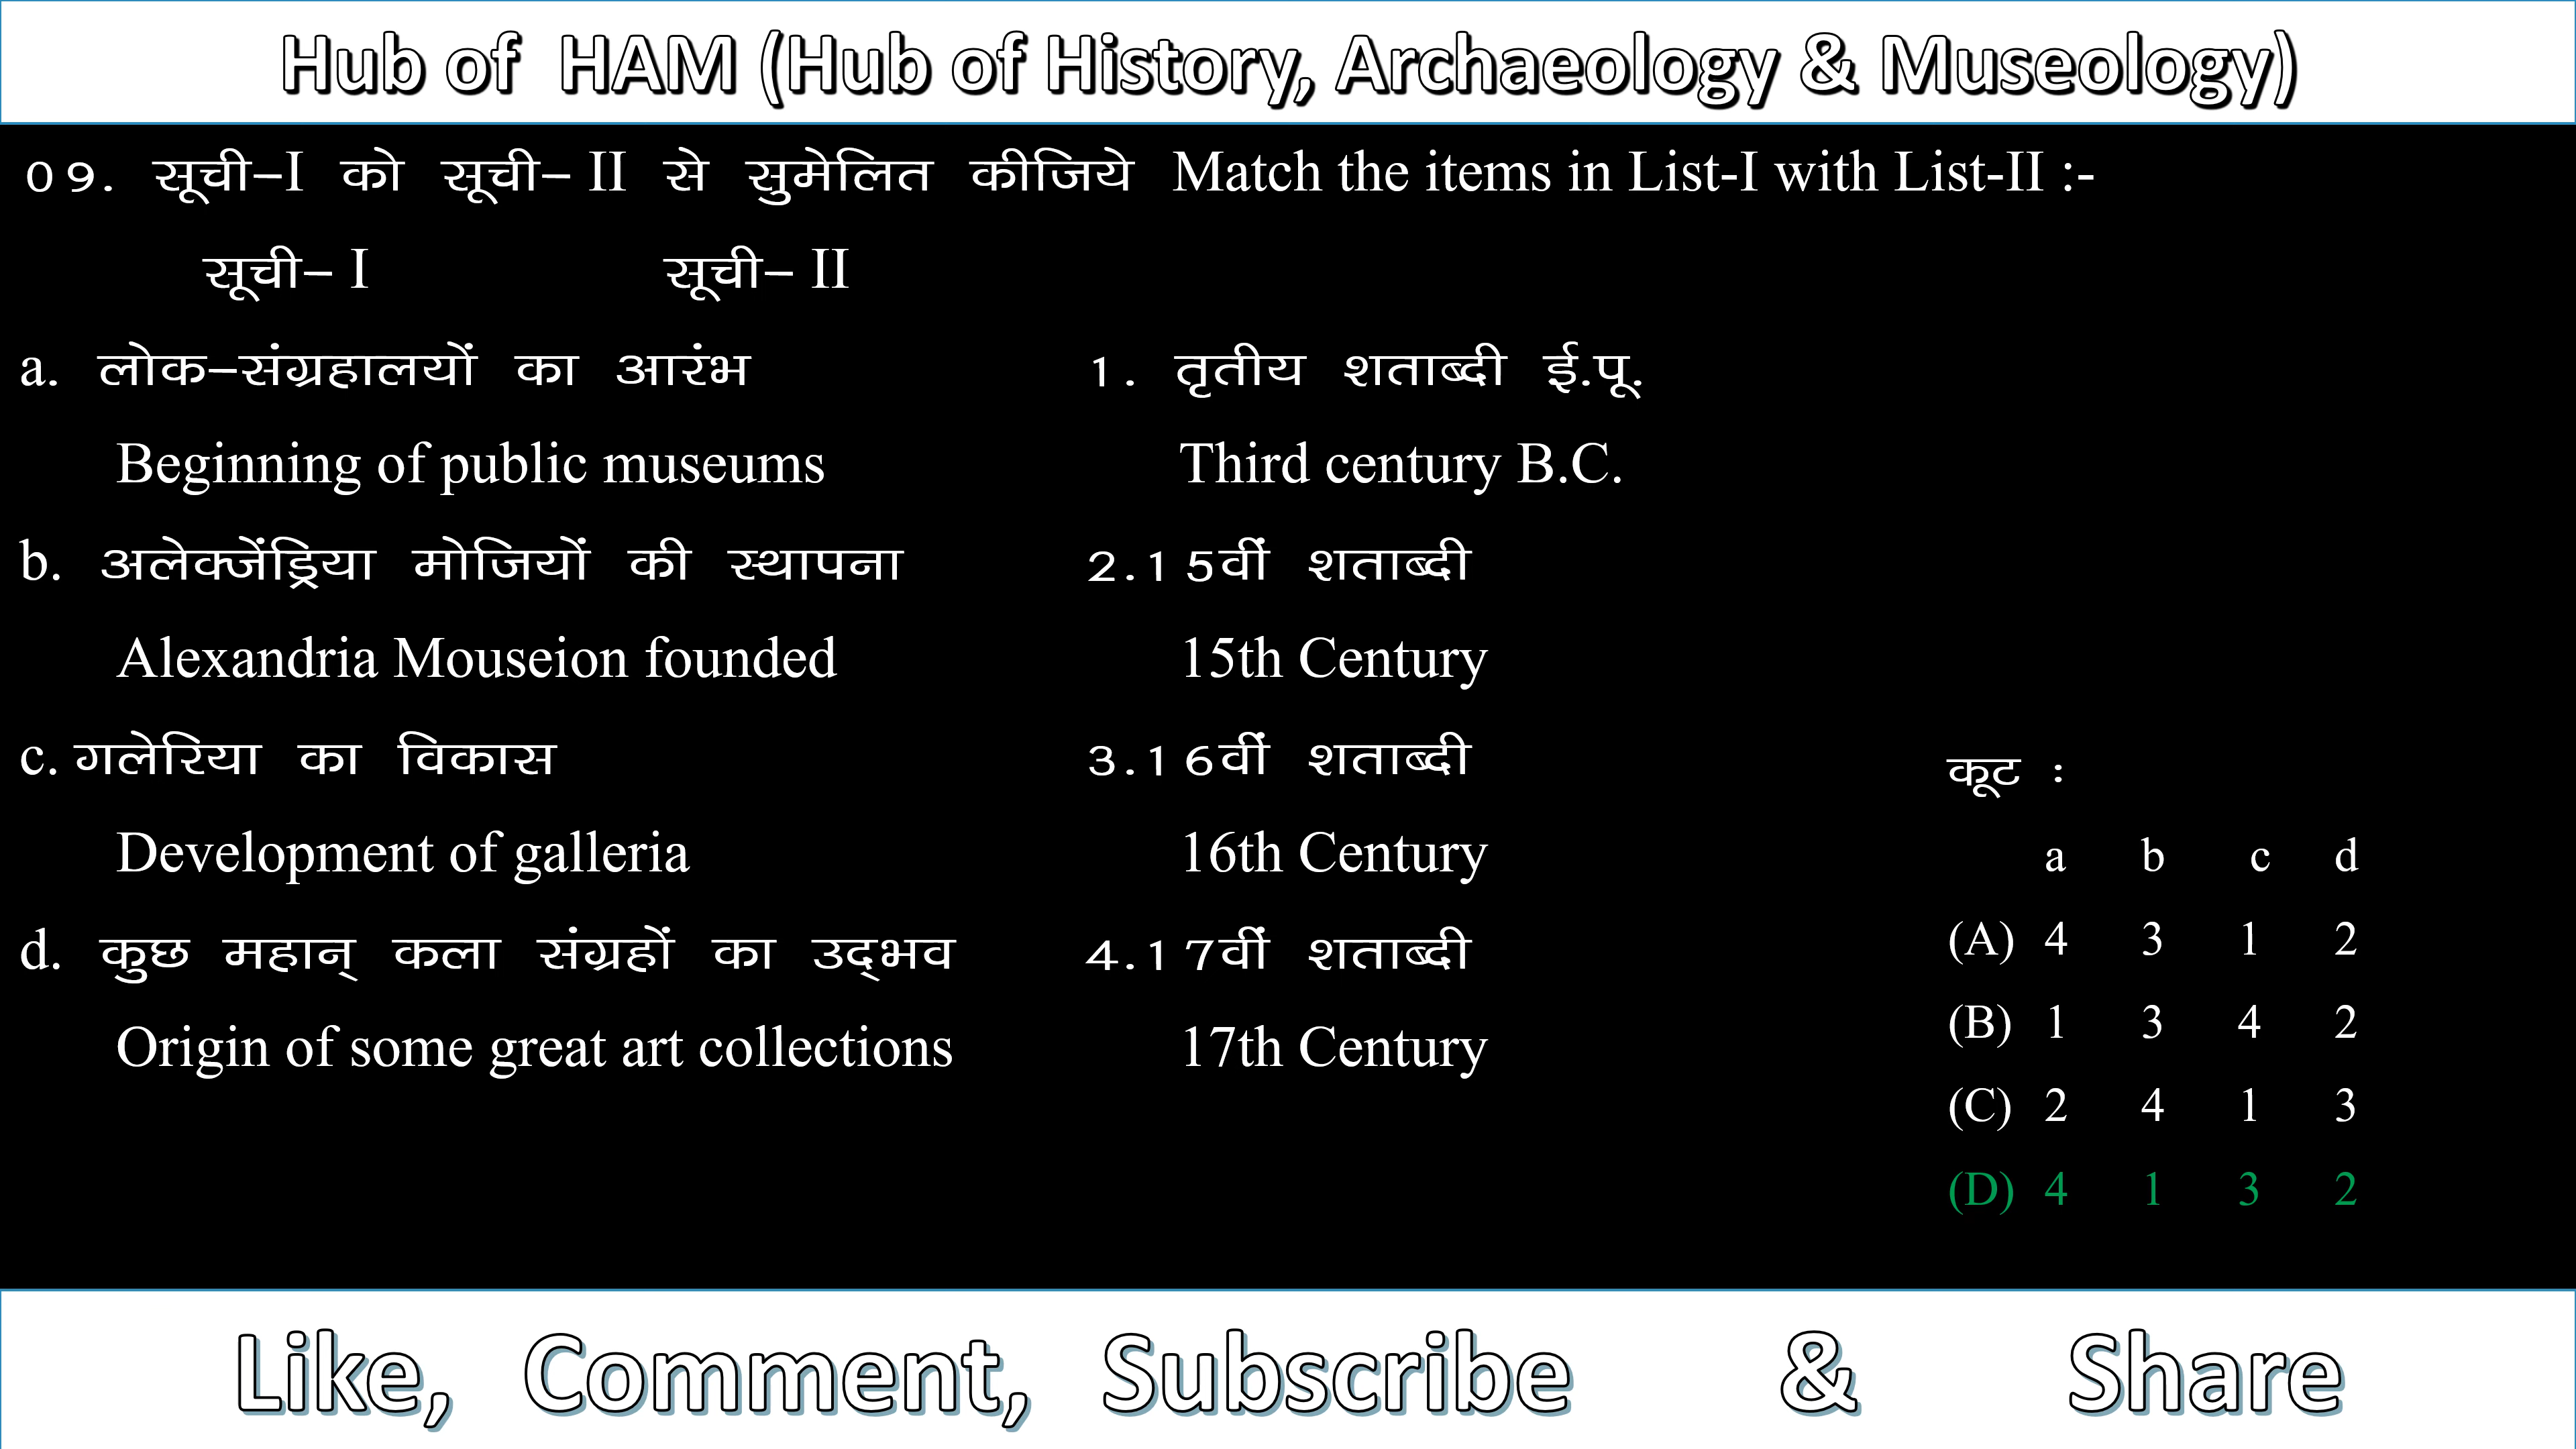 Hub of HAM (Hub of History, Archaeology & Museology)
09. सूची–I को सूची– II से सुमेलित कीजिये Match the items in List-I with List-II :-
सूची– I सूची– II
a. लोक–संग्रहालयों का आरंभ 1. तृतीय शताब्दी ई.पू.
Beginning of public museums Third century B.C.
b. अलेक्जेंड्रिया मोजियों की स्थापना 2.15वीं शताब्दी
Alexandria Mouseion founded 15th Century
c. गलेरिया का विकास 3.16वीं शताब्दी
Development of galleria 16th Century
d. कुछ महान् कला संग्रहों का उद्भव 4.17वीं शताब्दी
Origin of some great art collections 17th Century
कूट :
a b c d
(A) 4 3 1 2
(B) 1 3 4 2
(C) 2 4 1 3
(D) 4 1 3 2
Like, Comment, Subscribe & Share